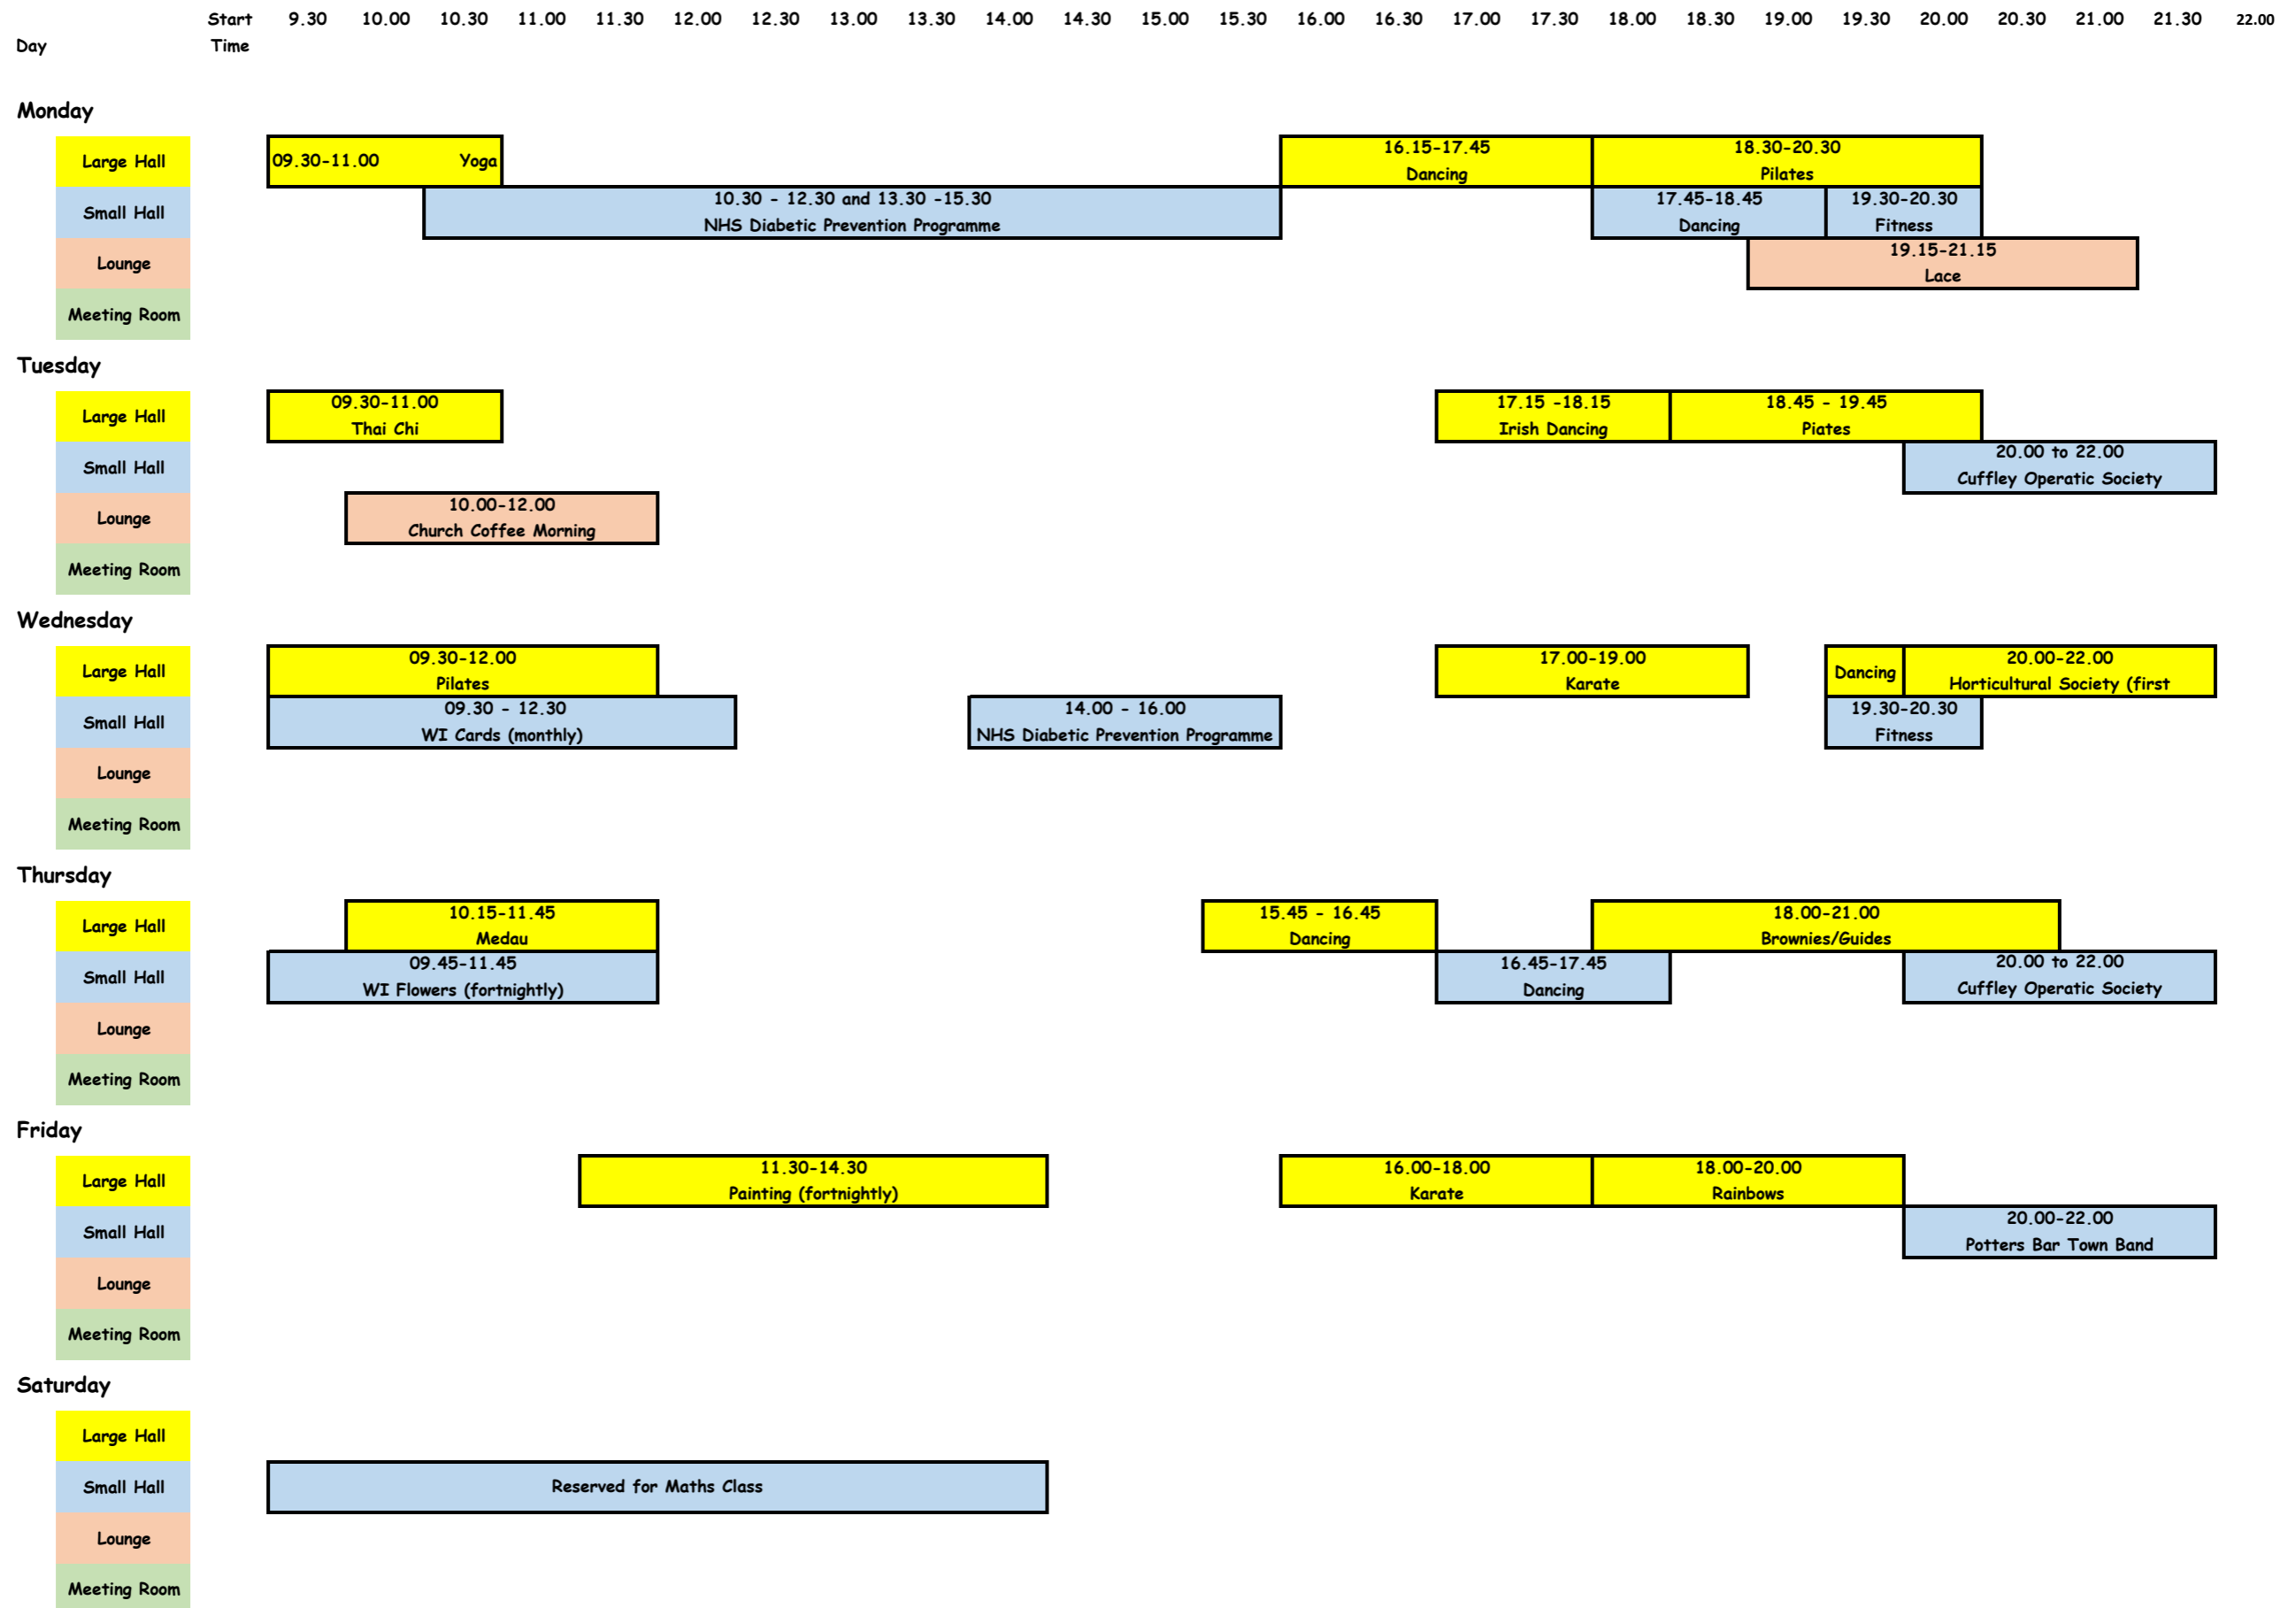 Start 9.30 10.00 10.30 11.00 11.30 12.00 12.30 13.00 13.30 14.00 14.30 15.00 15.30 16.00 16.30 17.00 17.30 18.00 18.30 19.00 19.30 20.00 20.30 21.00 21.30 22.00
Day Time
Monday
Large Hall
09.30-11.00 Yoga
16.15-17.45
Dancing
18.30-20.30
Pilates
Small Hall
10.30 - 12.30 and 13.30 -15.30
NHS Diabetic Prevention Programme
17.45-18.45
Dancing
19.30-20.30
Fitness
Lounge
19.15-21.15
Lace
Meeting Room
Tuesday
Large Hall
09.30-11.00
Thai Chi
17.15 -18.15
Irish Dancing
18.45 - 19.45
Piates
Small Hall
20.00 to 22.00
Cuffley Operatic Society
Lounge
10.00-12.00
Church Coffee Morning
Meeting Room
Wednesday
Large Hall
09.30-12.00
Pilates
17.00-19.00
Karate
Dancing
20.00-22.00
Horticultural Society (first
Small Hall
09.30 - 12.30
WI Cards (monthly)
14.00 - 16.00
NHS Diabetic Prevention Programme
19.30-20.30
Fitness
Lounge
Meeting Room
Thursday
Large Hall
10.15-11.45
Medau
15.45 - 16.45
Dancing
18.00-21.00
Brownies/Guides
Small Hall
09.45-11.45
WI Flowers (fortnightly)
16.45-17.45
Dancing
20.00 to 22.00
Cuffley Operatic Society
Lounge
Meeting Room
Friday
Large Hall
11.30-14.30
Painting (fortnightly)
16.00-18.00
Karate
18.00-20.00
Rainbows
Small Hall
20.00-22.00
Potters Bar Town Band
Lounge
Meeting Room
Saturday
Large Hall
Small Hall
Reserved for Maths Class
Lounge
Meeting Room